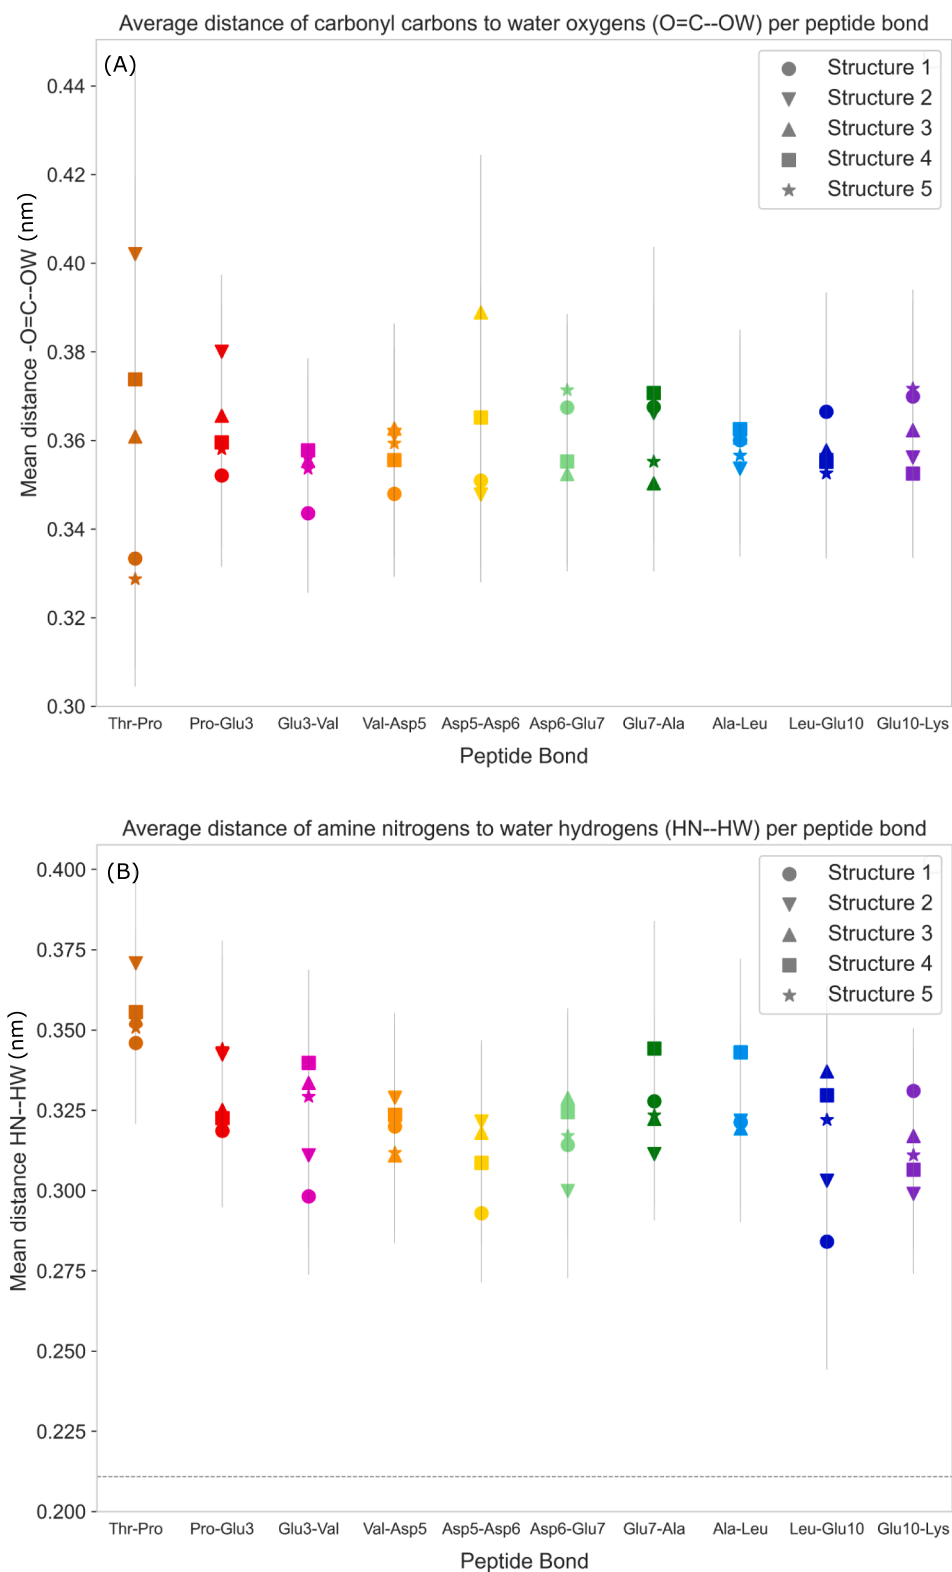 Average distance of carbonyl carbons to water oxygens (O=C--OW) per peptide bond
(A)
Structure 1
Structure 2
Structure 3
Structure 4
Structure 5
0.44
0.42
0.40
0.38
0.36
0.34
0.32
0.30
Mean distance -O=C--OW (nm)
Thr-Pro Pro-Glu3 Glu3-Val Val-Asp5 Asp5-Asp6 Asp6-Glu7 Glu7-Ala Ala-Leu Leu-Glu10 Glu10-Lys
Peptide Bond
Average distance of amine nitrogens to water hydrogens (HN--HW) per peptide bond
(B)
Structure 1
Structure 2
Structure 3
Structure 4
Structure 5
0.400
0.375
0.350
0.325
0.300
0.275
0.250
0.225
0.200
Mean distance HN--HW (nm)
Thr-Pro Pro-Glu3 Glu3-Val Val-Asp5 Asp5-Asp6 Asp6-Glu7 Glu7-Ala Ala-Leu Leu-Glu10 Glu10-Lys
Peptide Bond